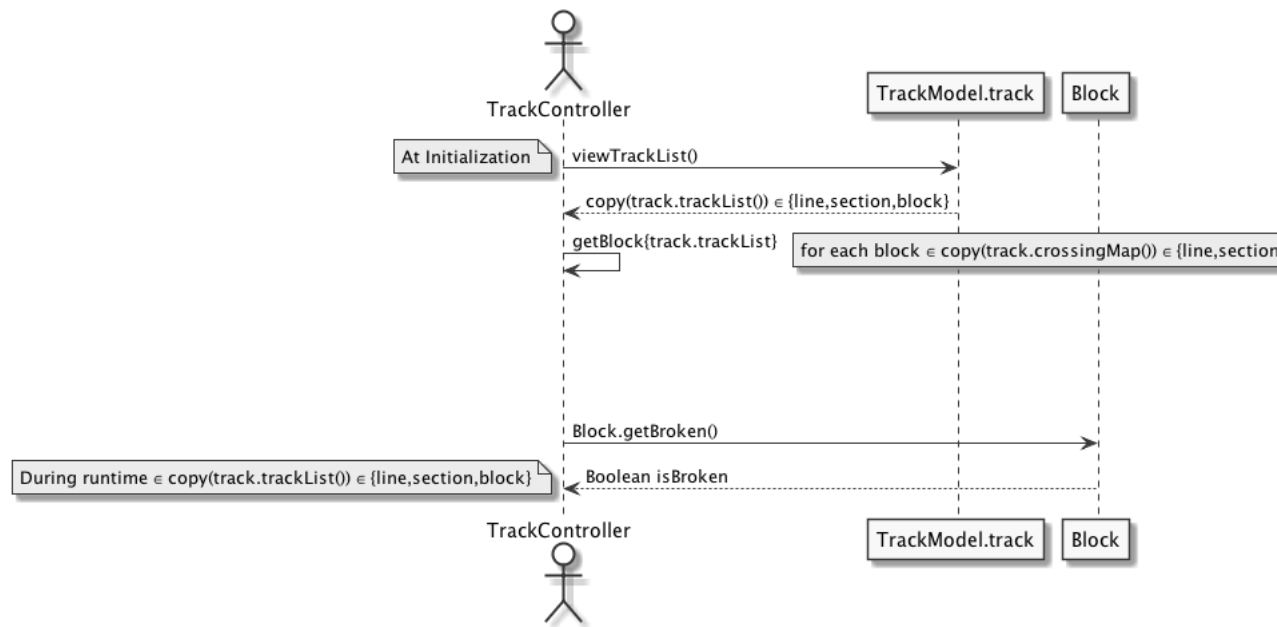 TrackController
TrackModel.track
Block
At Initialization
viewTrackList()
copy(track.trackList()) ∈ {line,section,block}
getBlock{track.trackList}
for each block ∈ copy(track.crossingMap()) ∈ {line,section
Block.getBroken()
During runtime ∈ copy(track.trackList()) ∈ {line,section,block}
Boolean isBroken
TrackController
TrackModel.track
Block